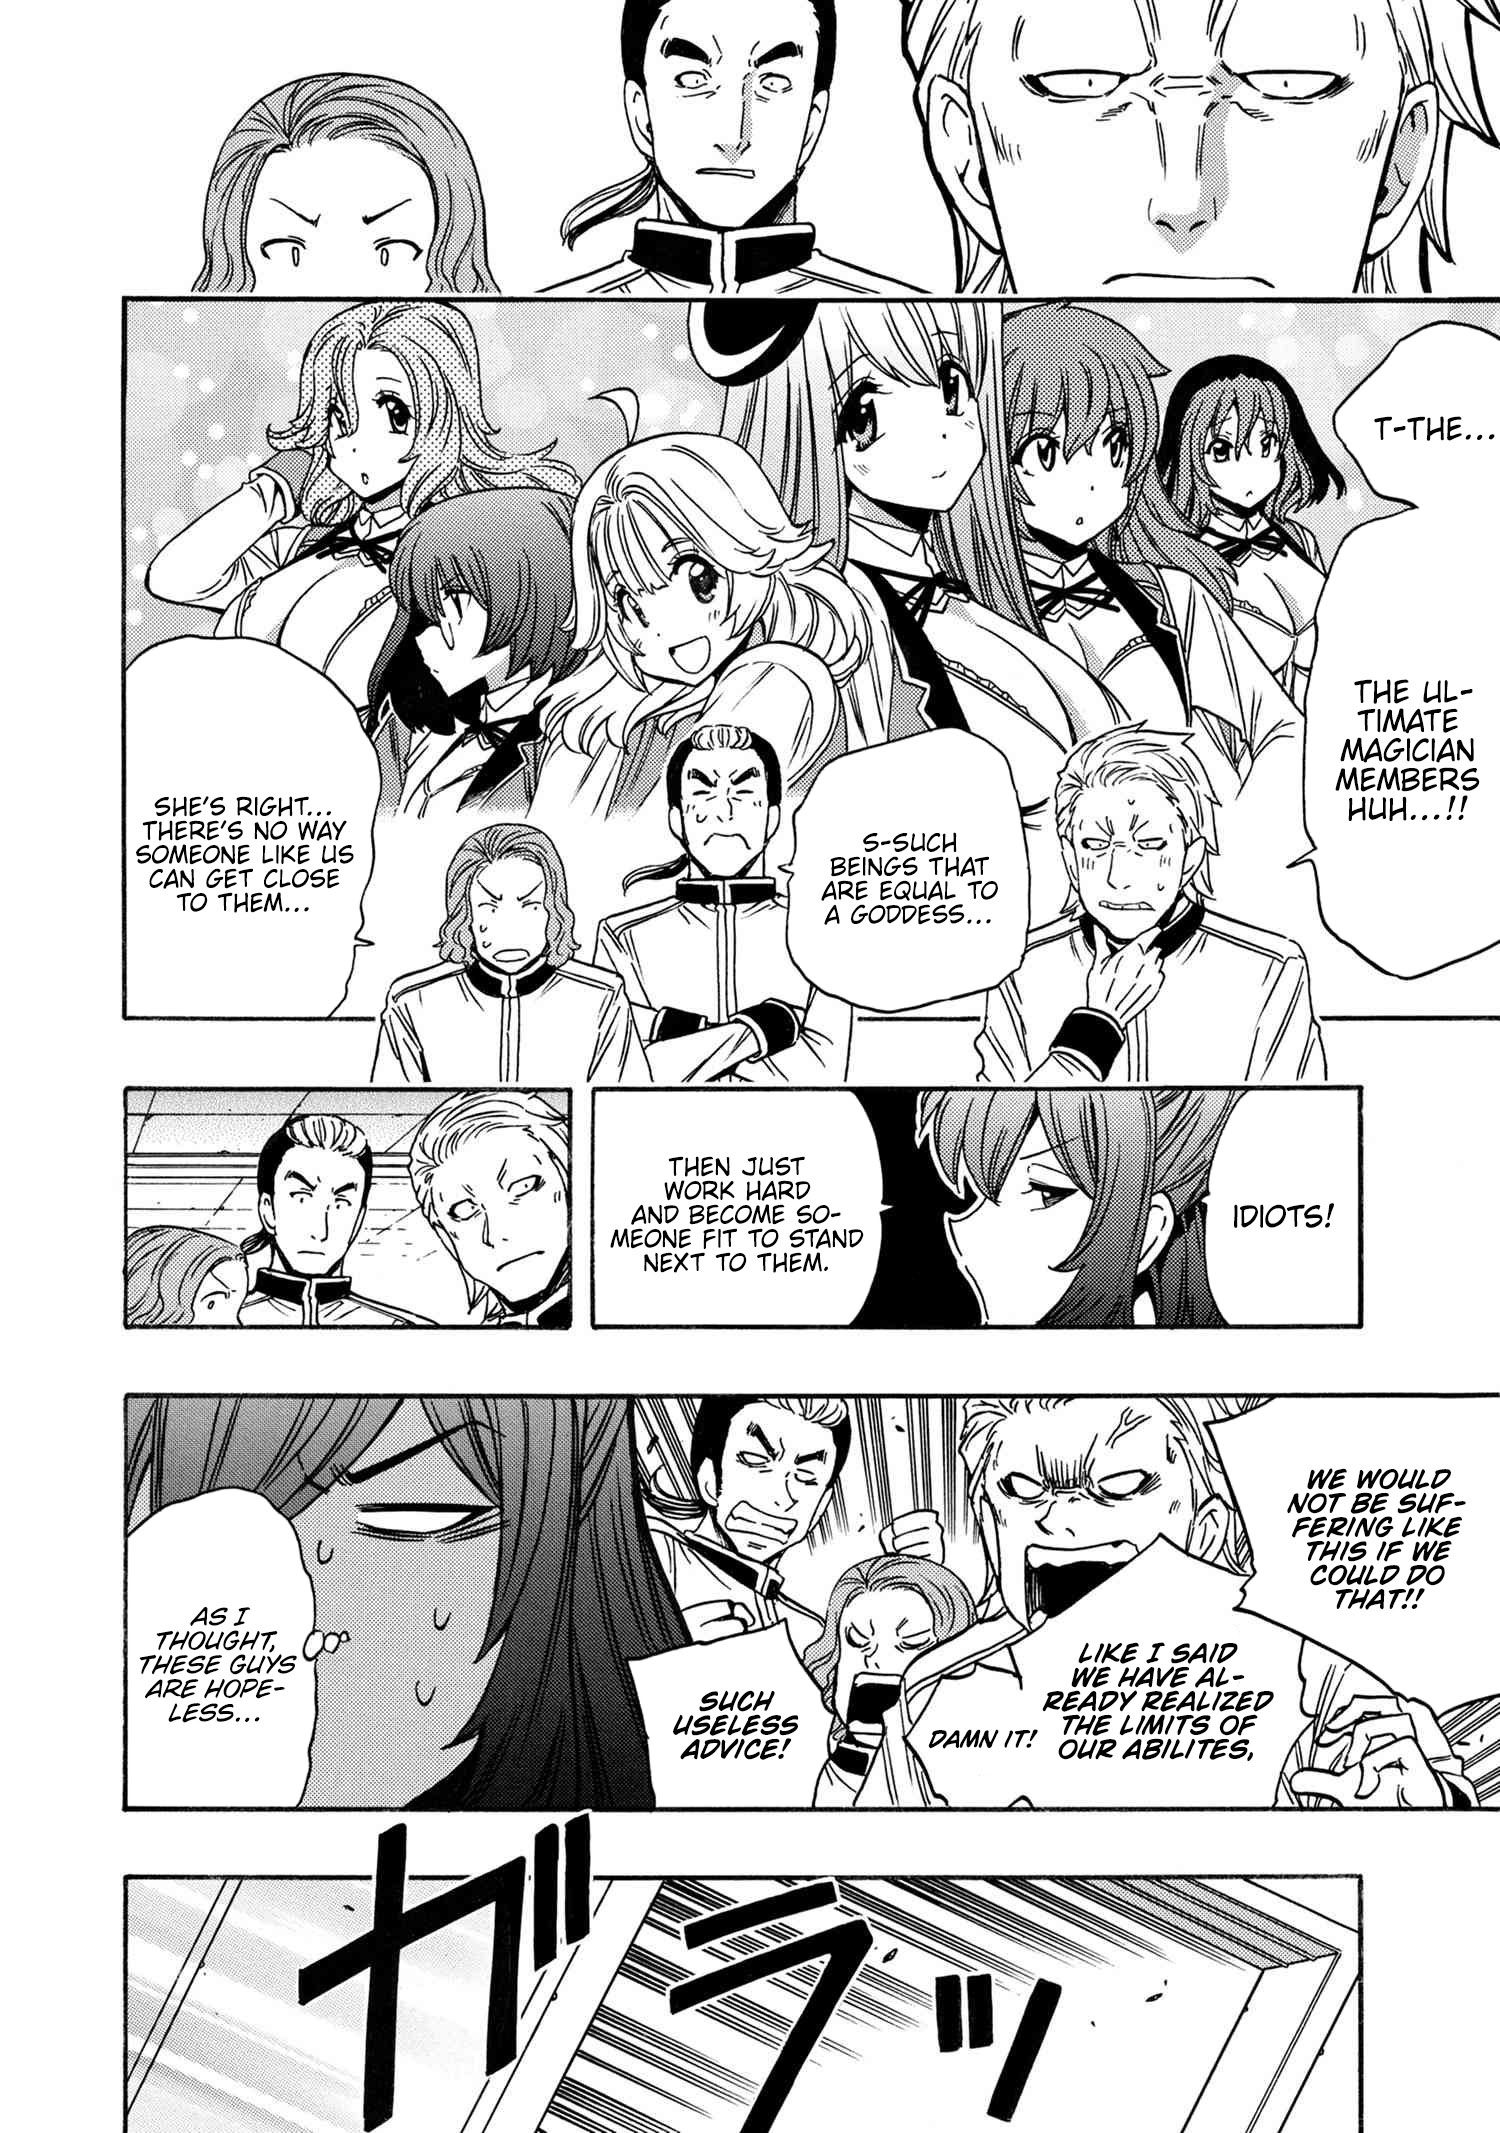 T-THE...
THE UL-
TIMATE
MAGICIAN
MEMBERS
HUH...!!
S-SUCH
BEINGS THAT
ARE EQUAL TO
A GODDESS...
SHE'S RIGHT...
THERE'S NO WAY
SOMEONE LIKE US
CAN GET CLOSE
TO THEM...
IDIOTS!
THEN JUST
WORK HARD
AND BECOME SO-
MEONE FIT TO STAND
NEXT TO THEM.
WE WOULD
NOT BE SUF-
FERING LIKE
THIS IF WE
COULD DO
THAT!!
LIKE I SAID
WE HAVE AL-
READY REALIZED
THE LIMITS OF
OUR ABILITES,
DAMN IT!
SUCH
USELESS
ADVICE!
AS I
THOUGHT,
THESE GUYS
ARE HOPE-
LESS...
ガラッ